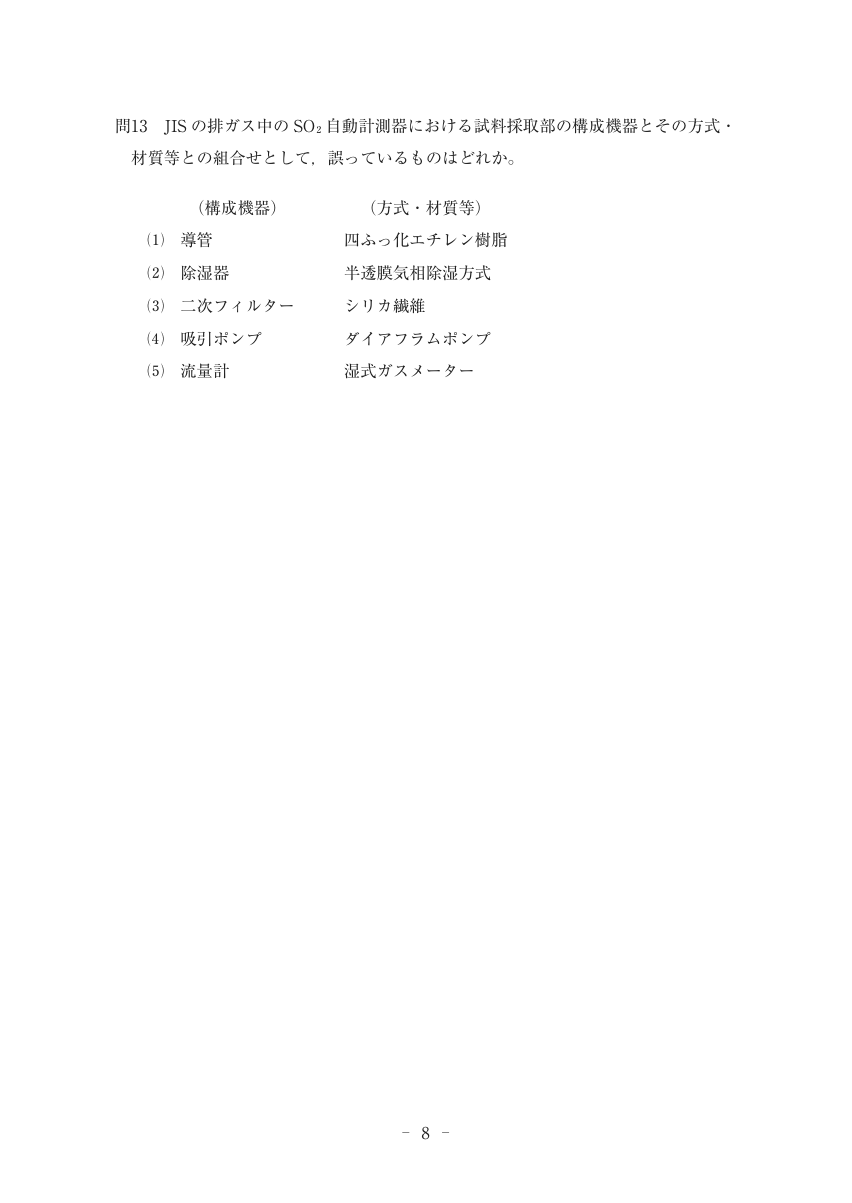 問13　JIS の排ガス中の SO₂ 自動計測器における試料採取部の構成機器とその方式・
材質等との組合せとして，誤っているものはどれか。
（構成機器）　（方式・材質等）
⑴　導管　四ふっ化エチレン樹脂
⑵　除湿器　半透膜気相除湿方式
⑶　二次フィルター　シリカ繊維
⑷　吸引ポンプ　ダイアフラムポンプ
⑸　流量計　湿式ガスメーター
– 8 –